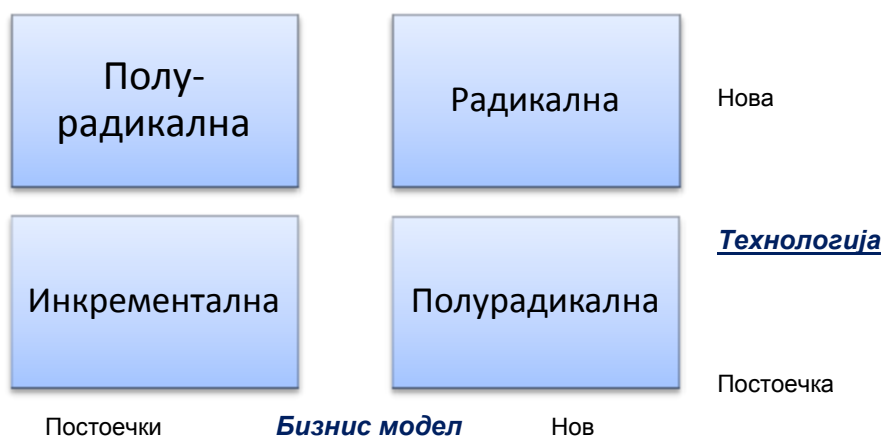 Полу-
радикална
Радикална
Нова
Технологија
Инкрементална
Полурадикална
Постоечка
Постоечки
Бизнис модел
Нов